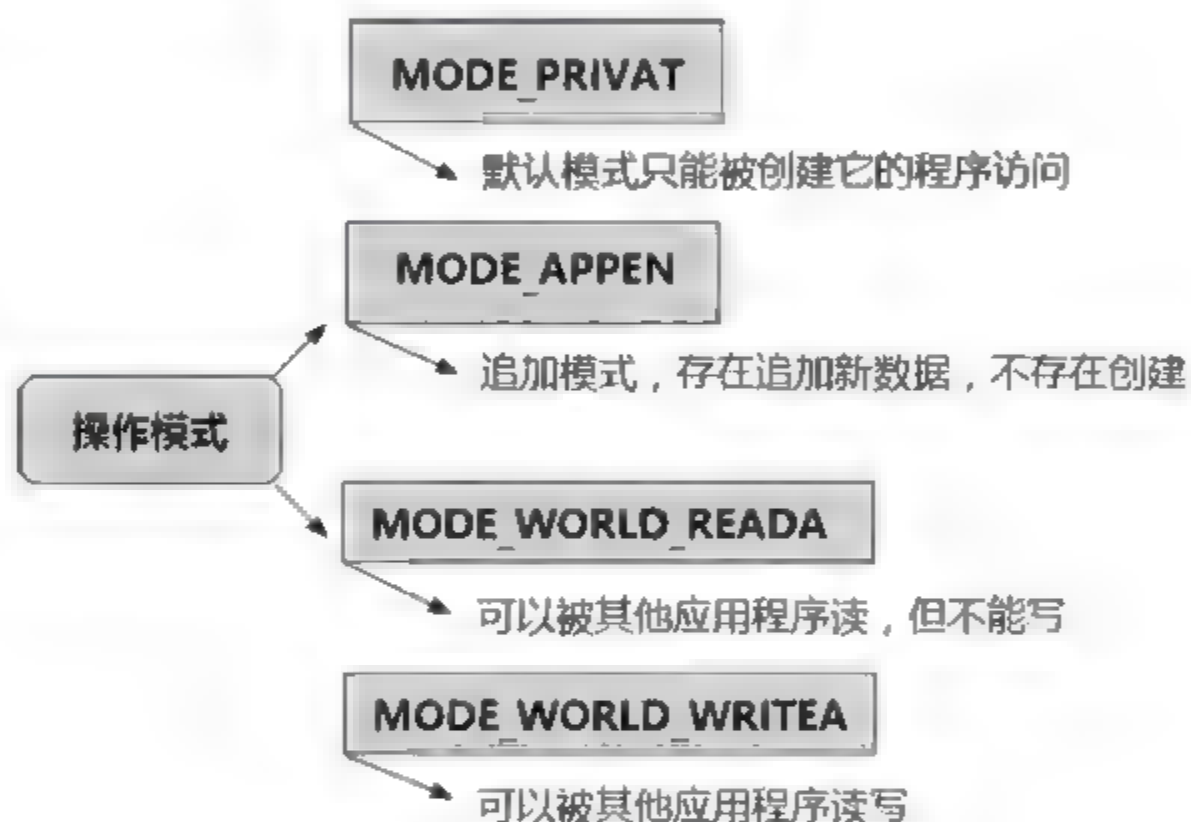 MODE_PRIVAT
默认模式只能被创建它的程序访问
MODE_APPEN
追加模式，存在追加新数据，不存在创建
操作模式
MODE_WORLD_READA
可以被其他应用程序读，但不能写
MODE_WORLD_WRITEA
可以被其他应用程序读写